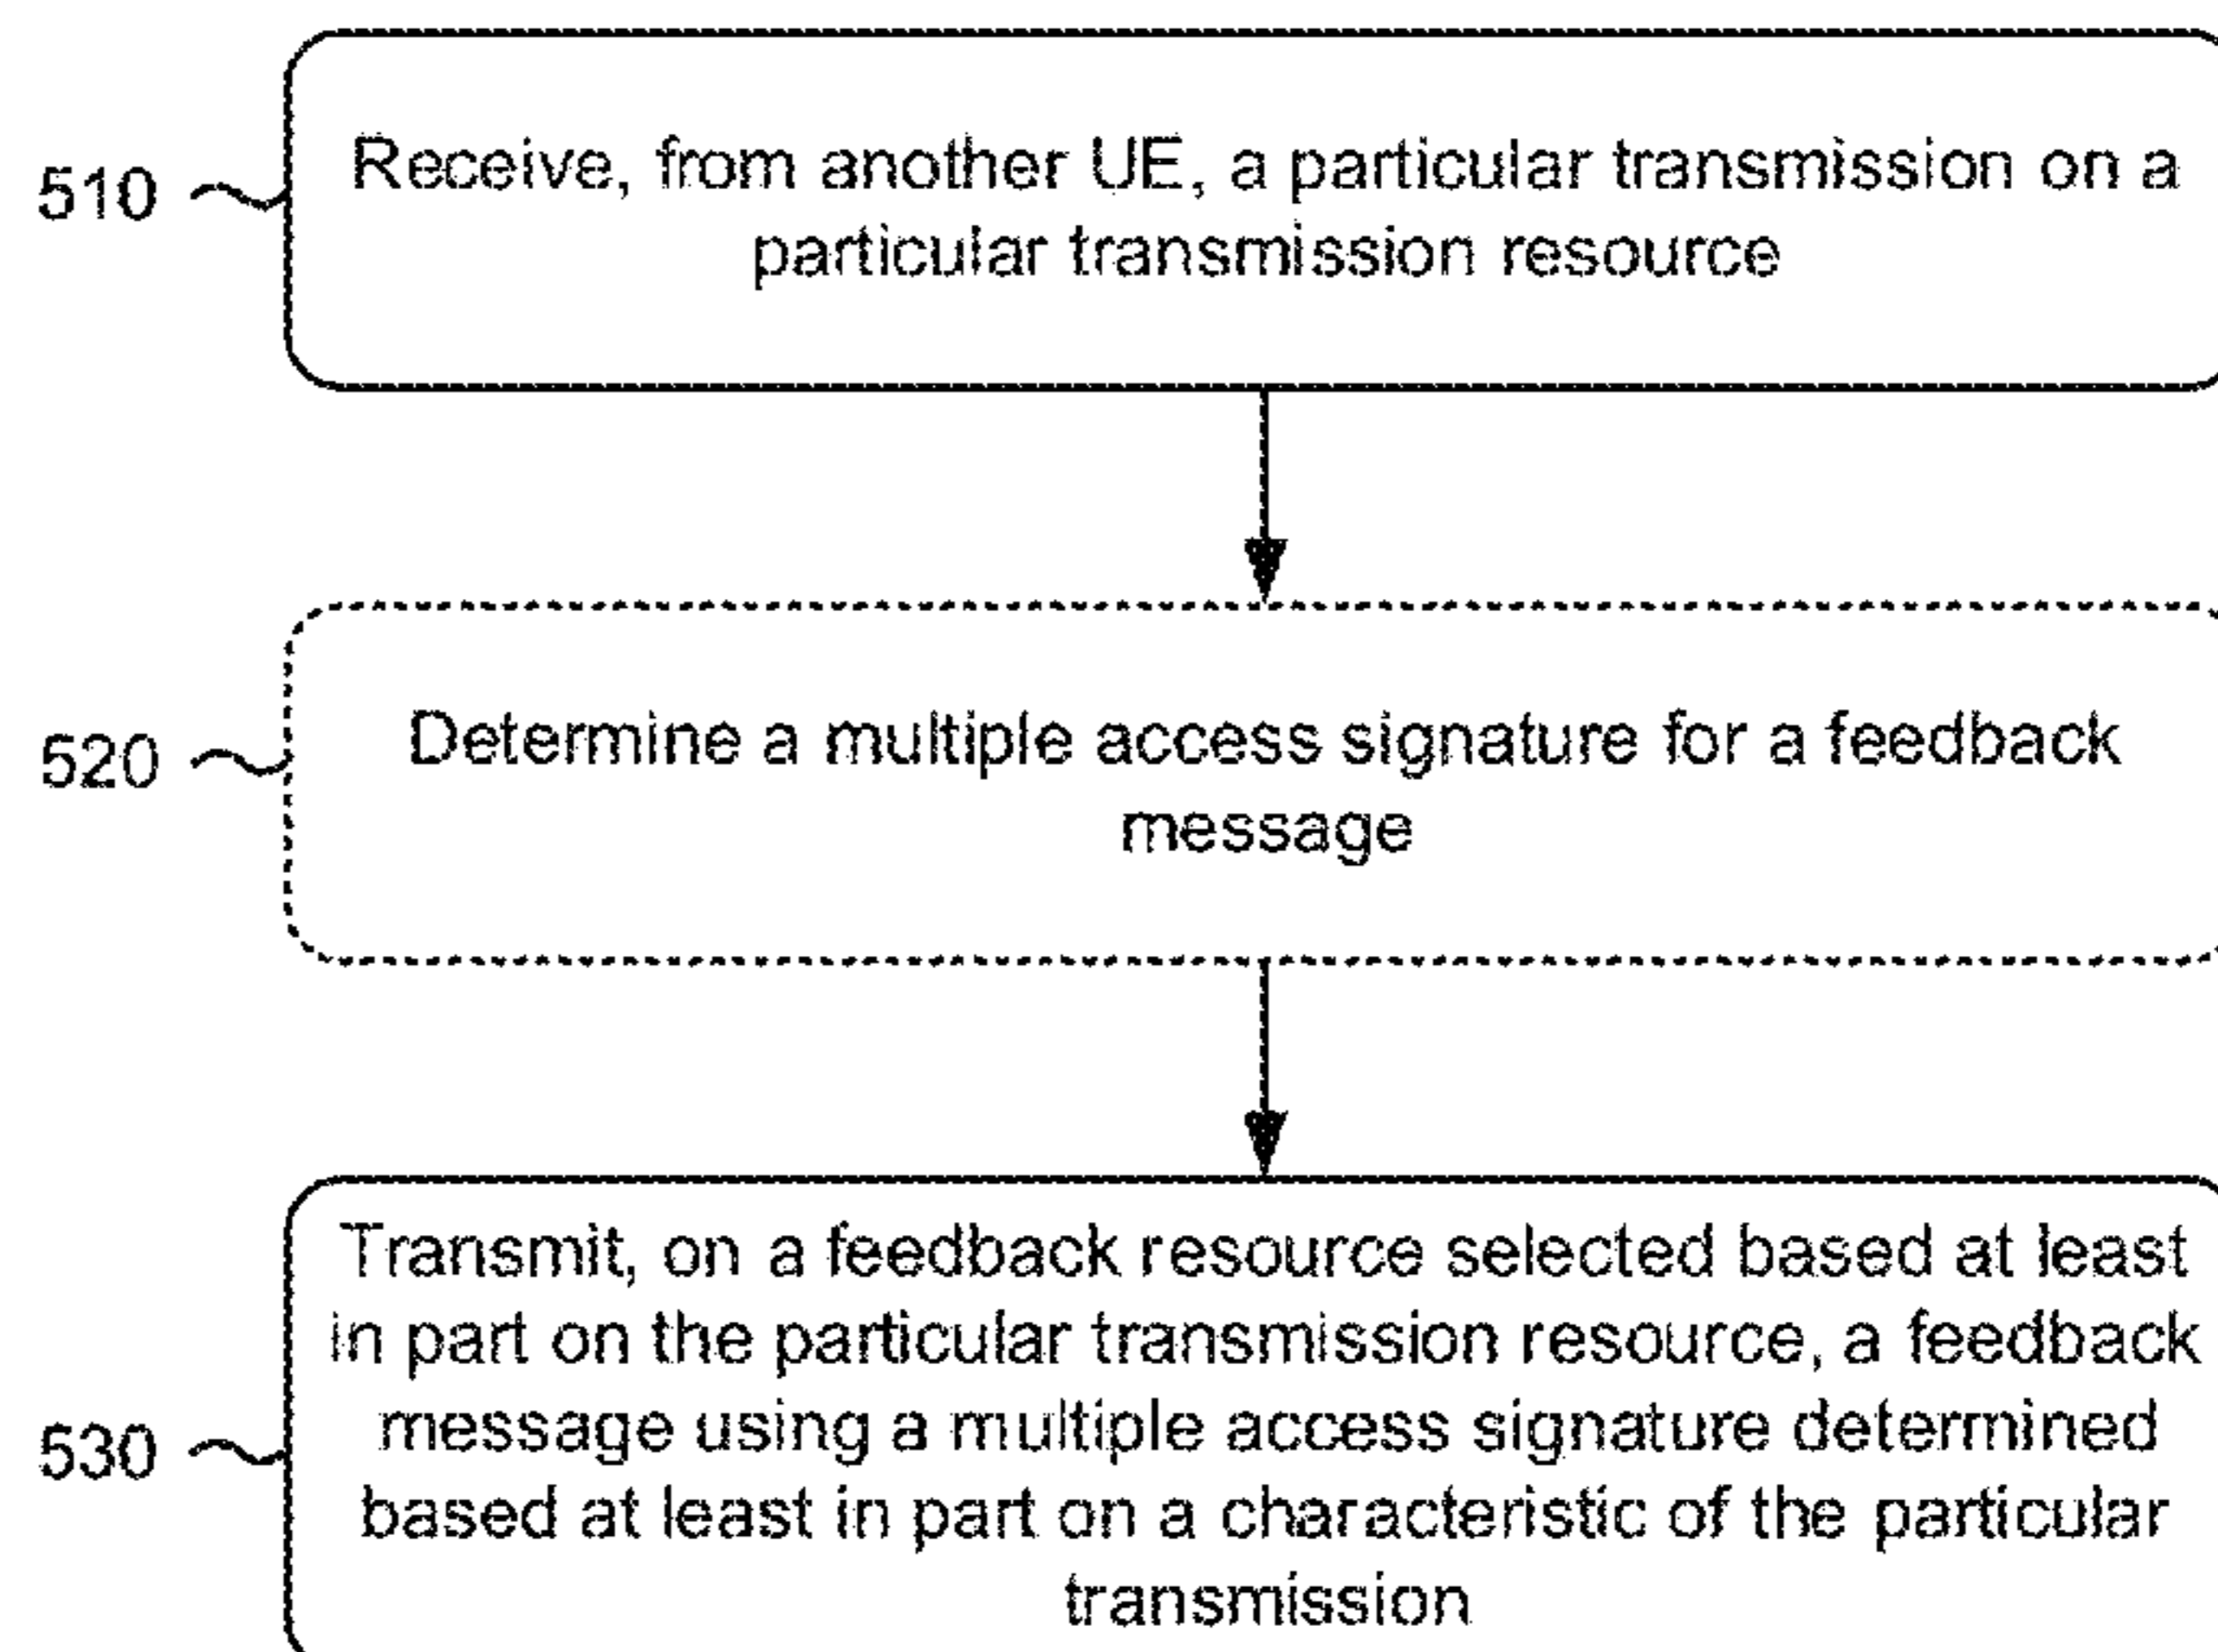 510
Receive, from another UE, a particular transmission on a
particular transmission resource
520
Determine a multiple access signature for a feedback
message
530
Transmit, on a feedback resource selected based at least
in part on the particular transmission resource, a feedback
message using a multiple access signature determined
based at least in part on a characteristic of the particular
transmission